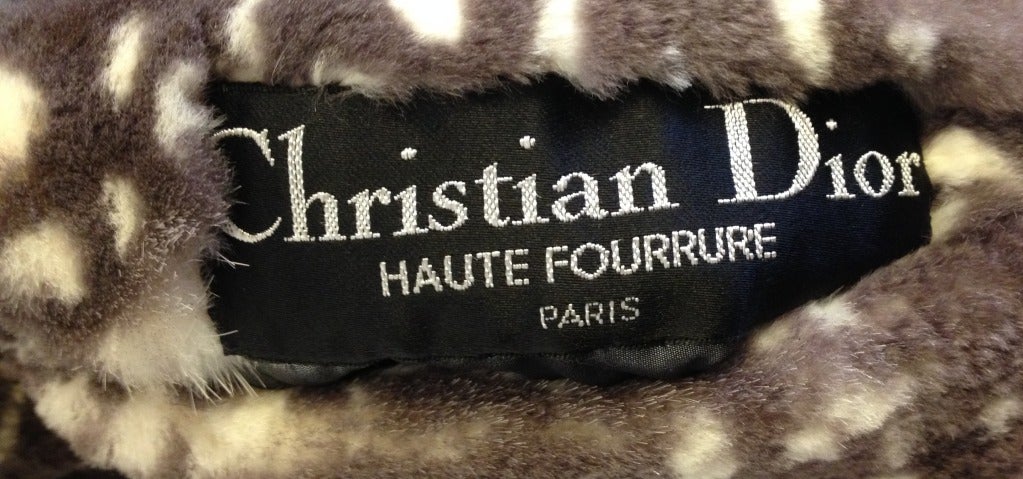 Christian Dior
HAUTE FOURRURE
PARIS